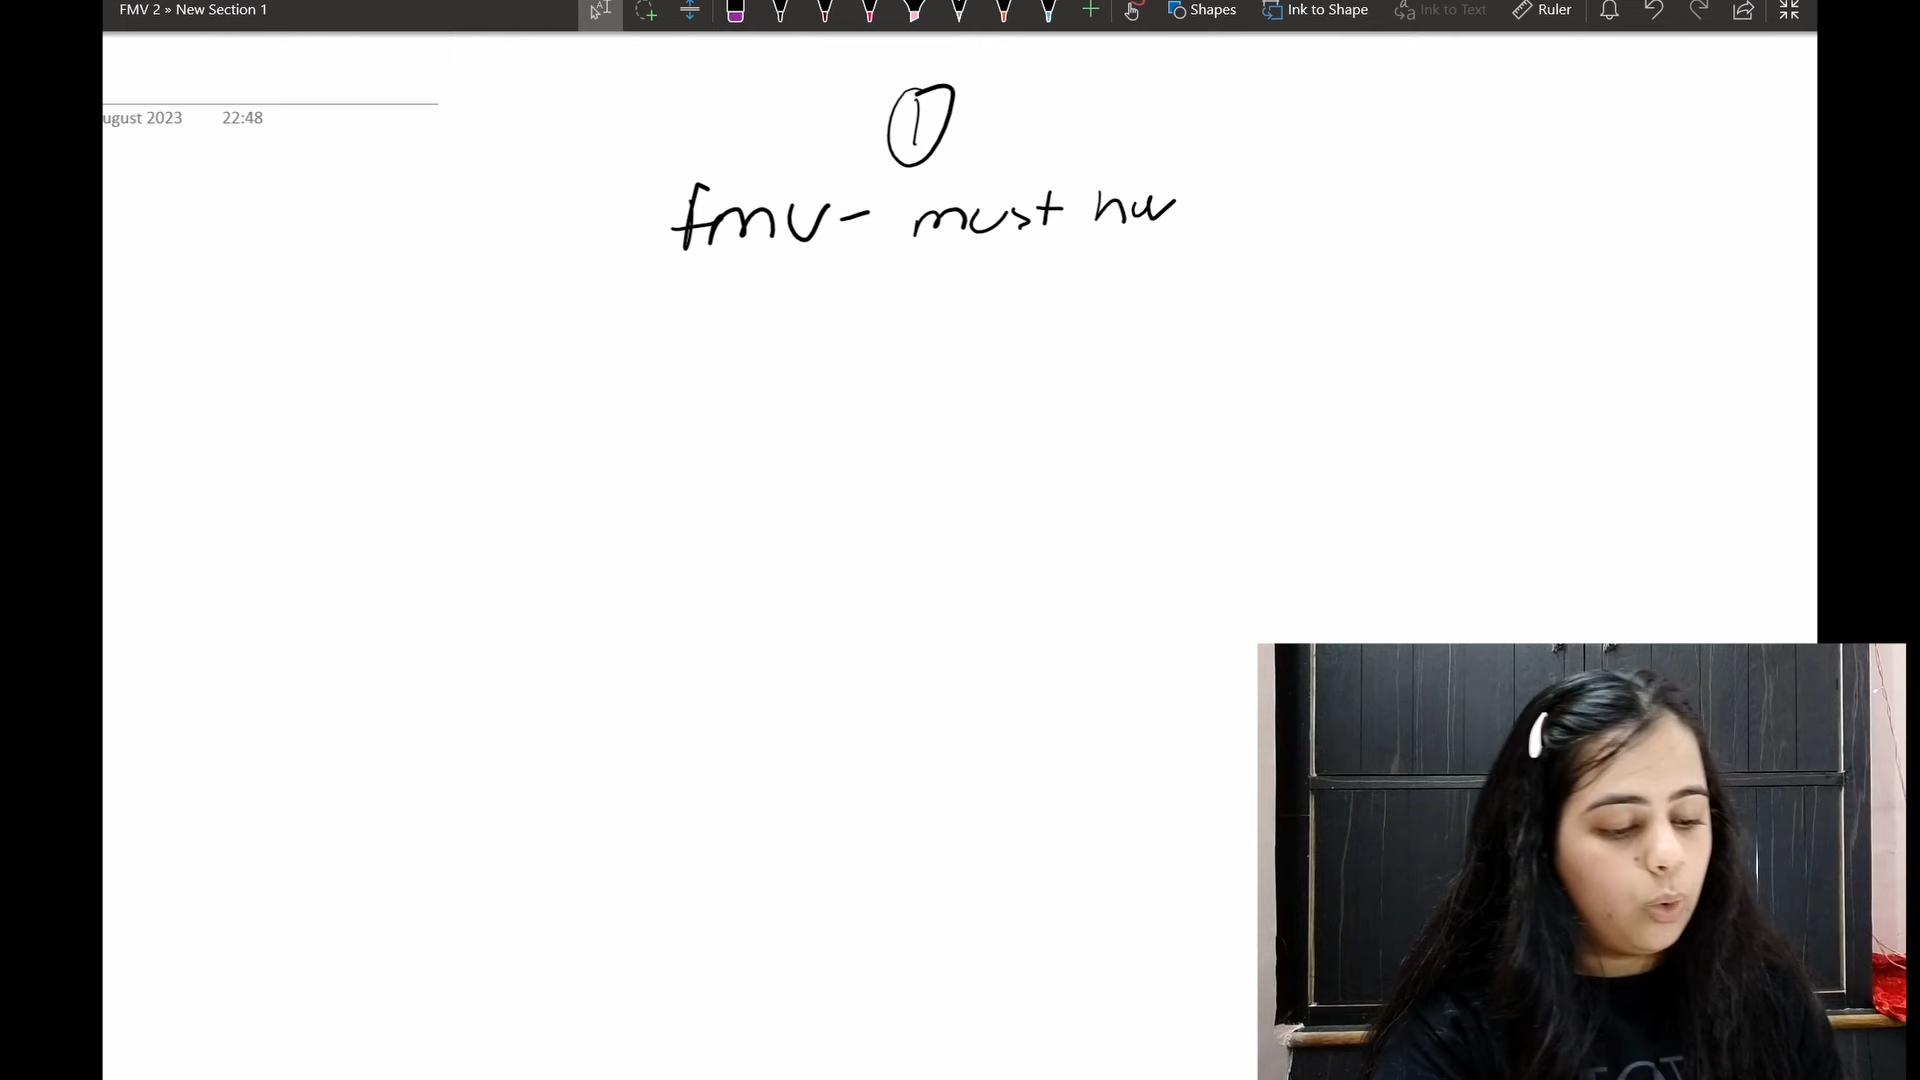 FMV 2 » New Section 1
Shapes Ink to Shape Ink to Text Ruler
ugust 2023 22:48
1
fmv- must